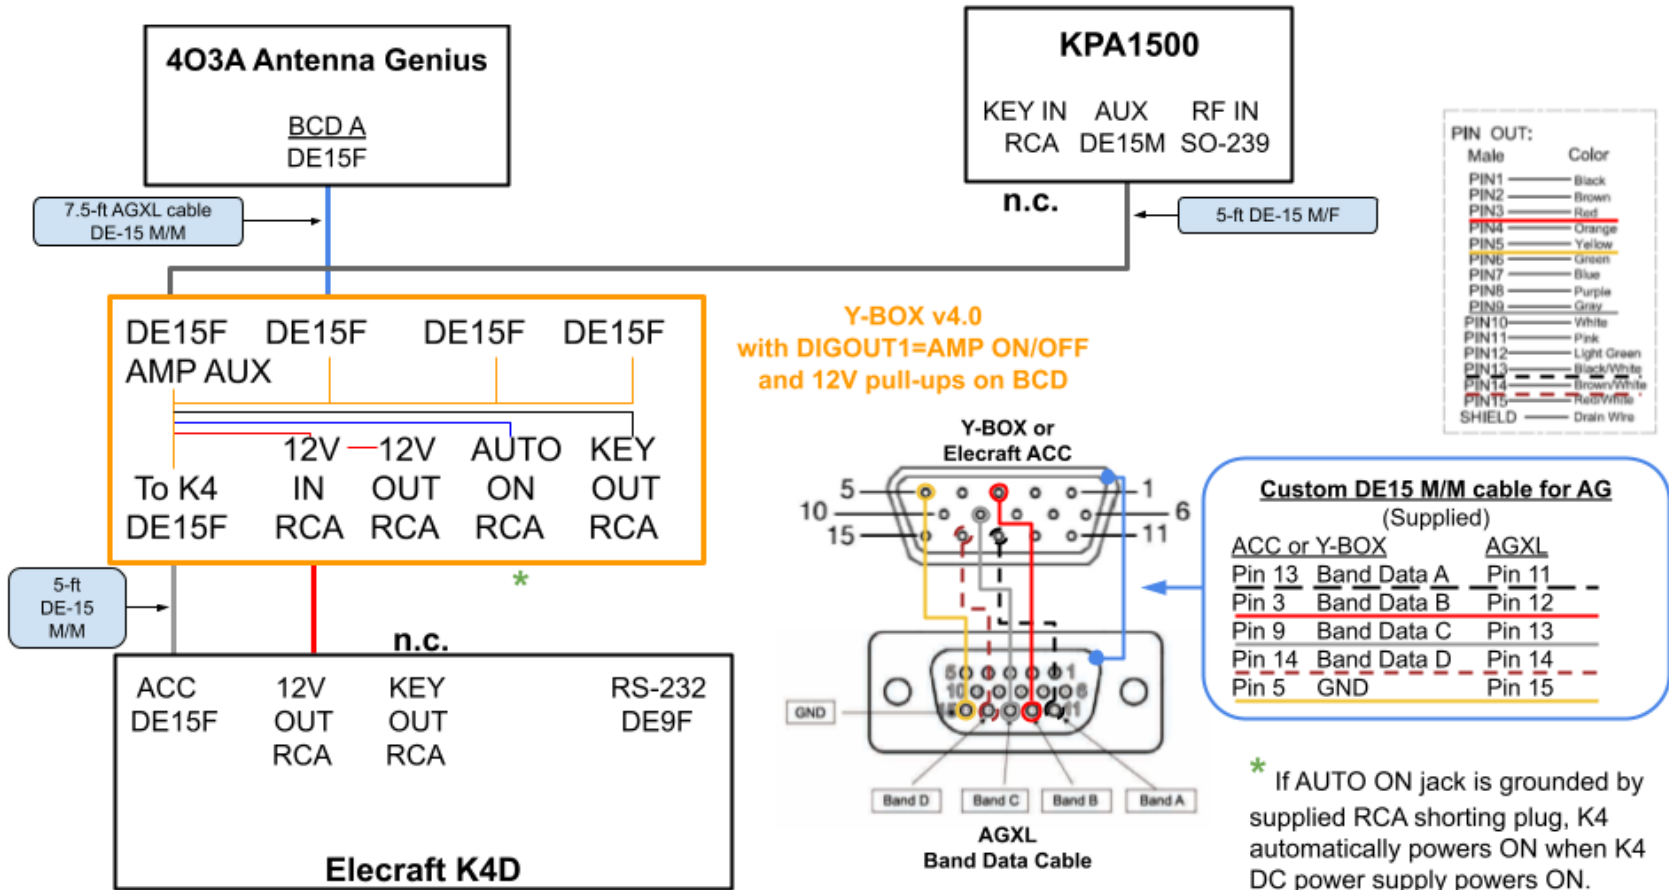 4O3A Antenna Genius
BCD A
DE15F
KPA1500
KEY IN AUX RF IN
RCA DE15M SO-239
n.c.
7.5-ft AGXL cable
DE-15 M/M
5-ft DE-15 M/F
PIN OUT:
Male Color
PIN1 Black
PIN2 Brown
PIN3 Red
PIN4 Orange
PIN5 Yellow
PIN6 Green
PIN7 Blue
PIN8 Purple
PIN9 Gray
PIN10 White
PIN11 Pink
PIN12 Light Green
PIN13 Black/White
PIN14 Brown/White
PIN15 Red/White
SHIELD Drain Wire
DE15F DE15F DE15F DE15F
AMP AUX
12V 12V AUTO KEY
To K4 IN OUT ON OUT
DE15F RCA RCA RCA RCA
*
Y-BOX v4.0
with DIGOUT1=AMP ON/OFF
and 12V pull-ups on BCD
5-ft
DE-15
M/M
n.c.
ACC 12V KEY RS-232
DE15F OUT OUT DE9F
RCA RCA
Elecraft K4D
Y-BOX or
Elecraft ACC
5 1
10 6
15 11
5 1
10 6
15 11
GND
Band D Band C Band B Band A
AGXL
Band Data Cable
Custom DE15 M/M cable for AG
(Supplied)
ACC or Y-BOX AGXL
Pin 13 Band Data A Pin 11
Pin 3 Band Data B Pin 12
Pin 9 Band Data C Pin 13
Pin 14 Band Data D Pin 14
Pin 5 GND Pin 15
* If AUTO ON jack is grounded by
supplied RCA shorting plug, K4
automatically powers ON when K4
DC power supply powers ON.